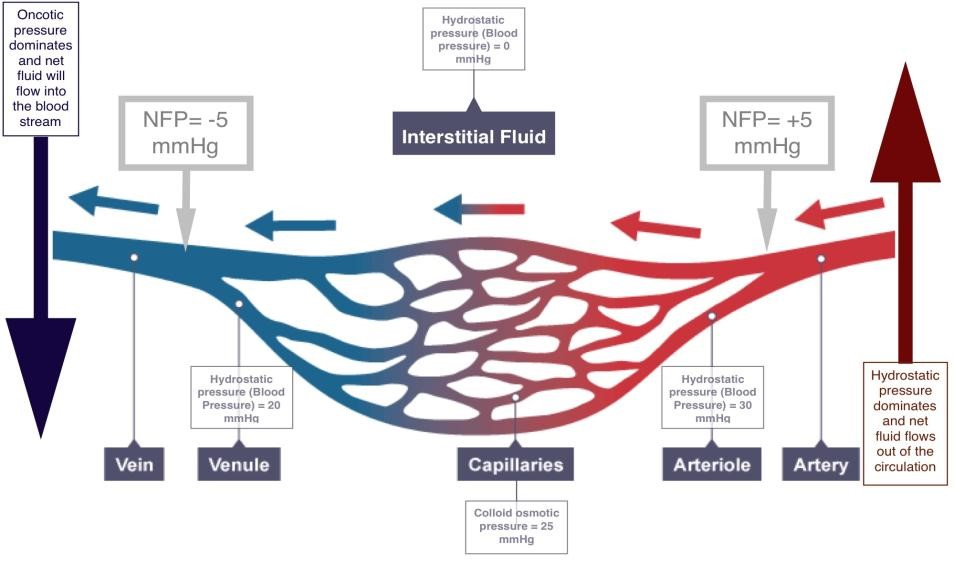 Oncotic
pressure
dominates
and net
fluid will
flow into
the blood
stream
NFP= -5
mmHg
Hydrostatic
pressure (Blood
pressure) = 0
mmHg
Interstitial Fluid
NFP= +5
mmHg
Hydrostatic
pressure (Blood
Pressure) = 20
mmHg
Hydrostatic
pressure (Blood
Pressure) = 30
mmHg
Hydrostatic
pressure
dominates
and net
fluid flows
out of the
circulation
Vein
Venule
Capillaries
Arteriole
Artery
Colloid osmotic
pressure = 25
mmHg